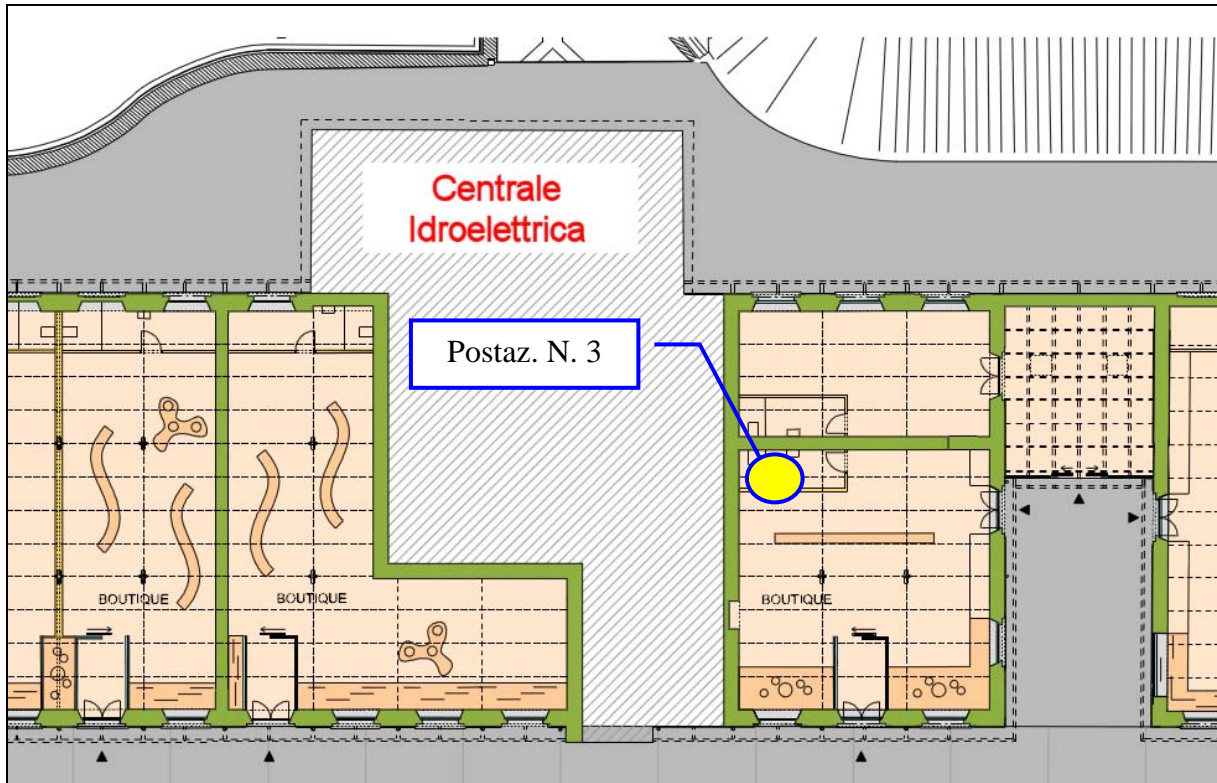 Centrale
Idroelettrica
Postaz. N. 3
BOUTIQUE
BOUTIQUE
BOUTIQUE